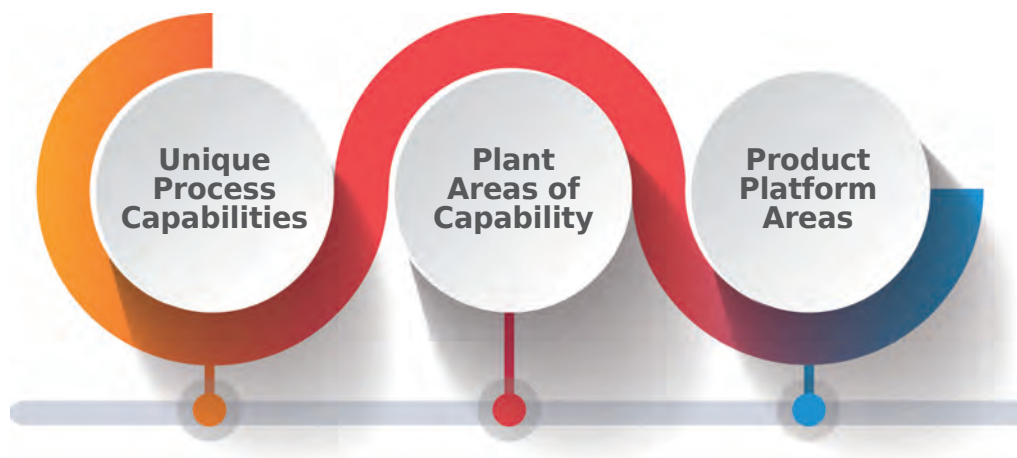 Unique
Process
Capabilities
Plant
Areas of
Capability
Product
Platform
Areas